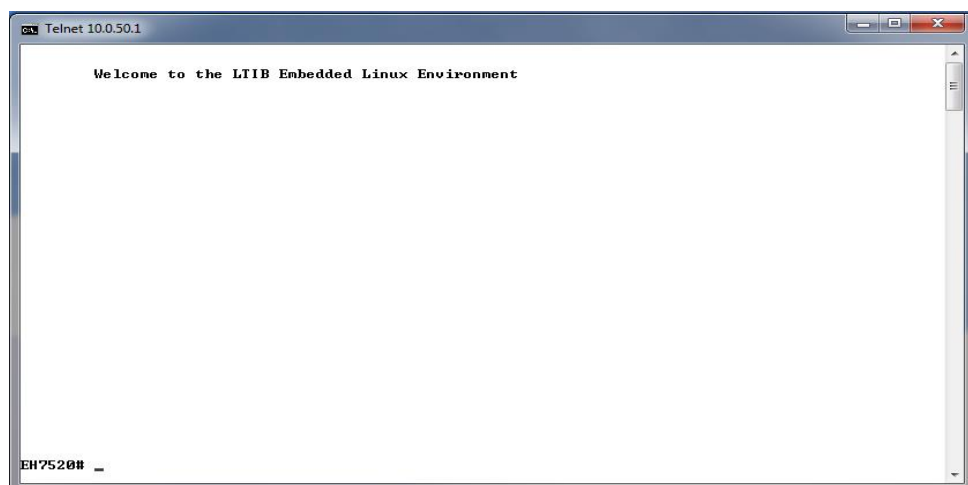 Telnet 10.0.50.1
Welcome to the LTIB Embedded Linux Environment
EH7520# _